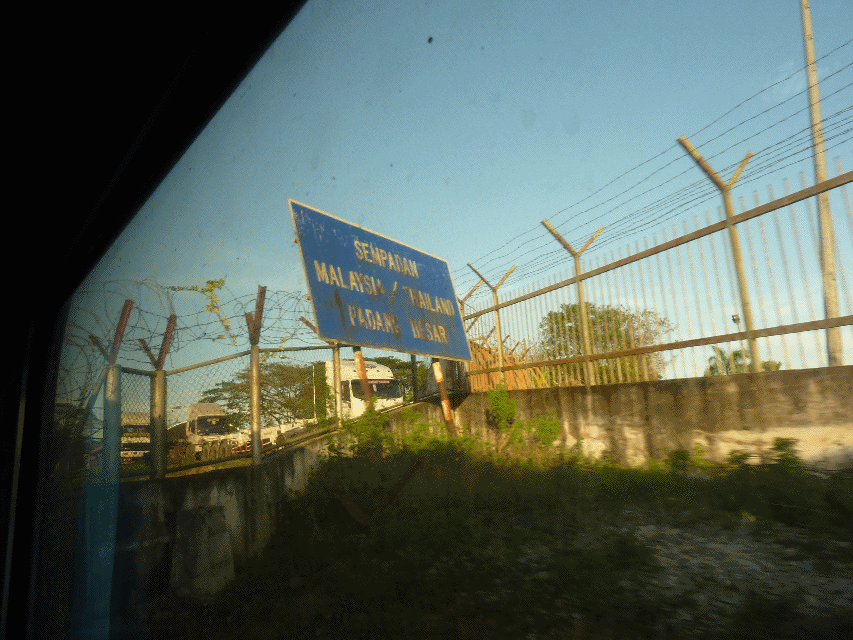 SEMPADAN
MALAYSIA / THAILAND
PADANG BESAR